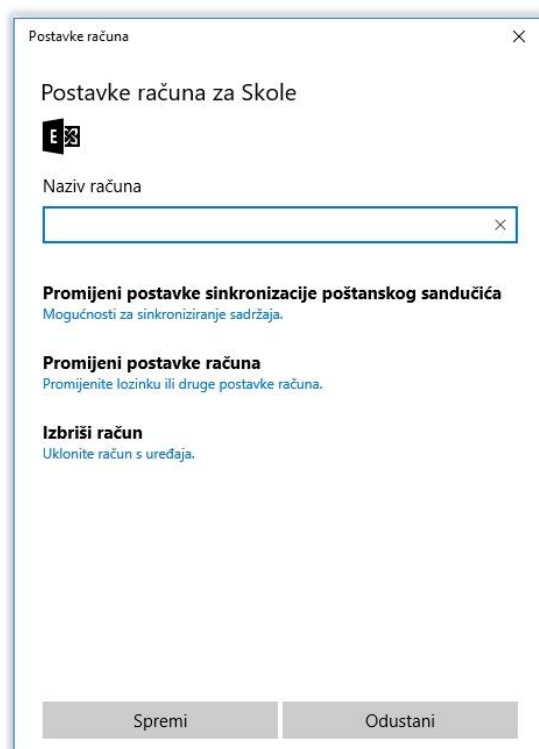 Postavke računa
Postavke računa za Skole
E
Naziv računa
Promijeni postavke sinkronizacije poštanskog sandučića
Mogućnosti za sinkroniziranje sadržaja.
Promijeni postavke računa
Promijenite lozinku ili druge postavke računa.
Izbriši račun
Uklonite račun s uređaja.
Spremi
Odustani